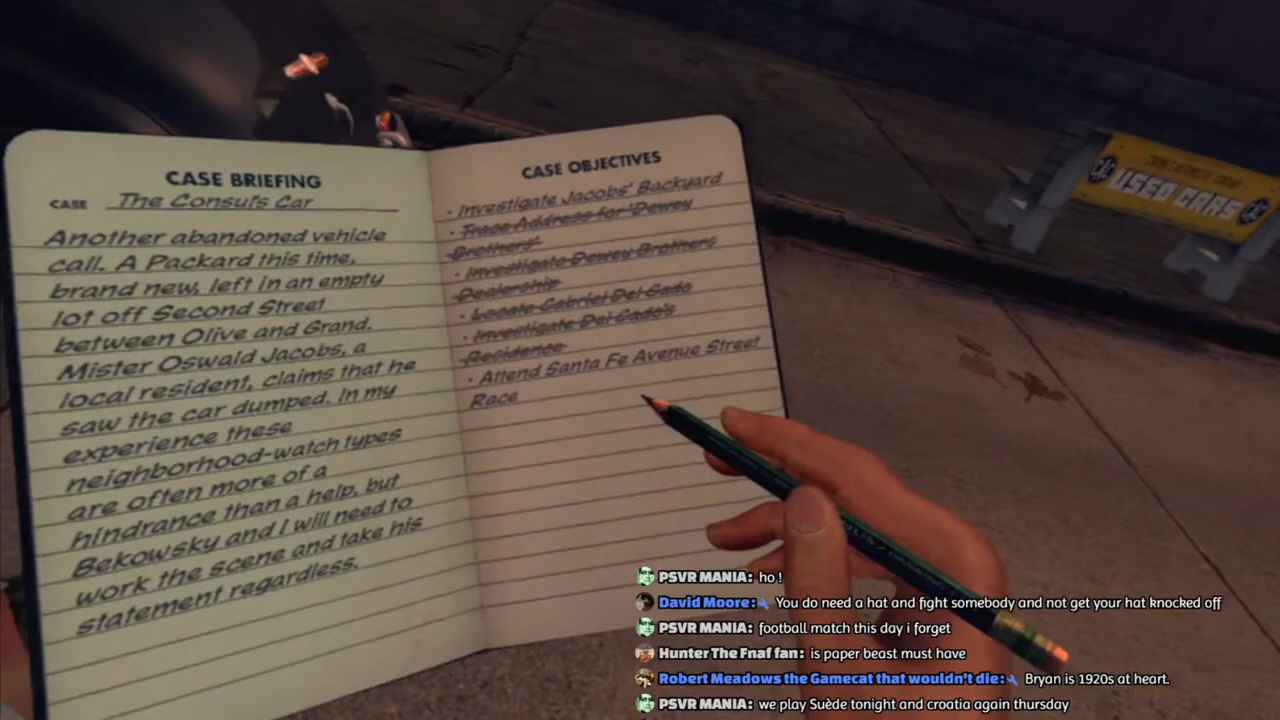 CASE BRIEFING
CASE The Consul's Car
Another abandoned vehicle
call. A Packard this time,
brand new, left in an empty
lot off Second Street
between Olive and Grand.
Mister Oswald Jacobs, a
local resident, claims that he
saw the car dumped. In my
experience these
neighborhood-watch types
are often more of a
hindrance than a help, but
Bekowsky and I will need to
work the scene and take his
statement regardless.
CASE OBJECTIVES
· Investigate Jacobs' Backyard
· Trace Address for 'Dewey
Brothers'
· Investigate Dewey Brothers
Dealership
· Locate Gabriel Del Gado
· Investigate Del Gado's
Residence
· Attend Santa Fe Avenue Street
Race
USED CARS
PSVR MANIA: ho !
David Moore: You do need a hat and fight somebody and not get your hat knocked off
PSVR MANIA: football match this day i forget
Hunter The Fnaf fan: is paper beast must have
Robert Meadows the Gamecat that wouldn't die: Bryan is 1920s at heart.
PSVR MANIA: we play Suède tonight and croatia again thursday